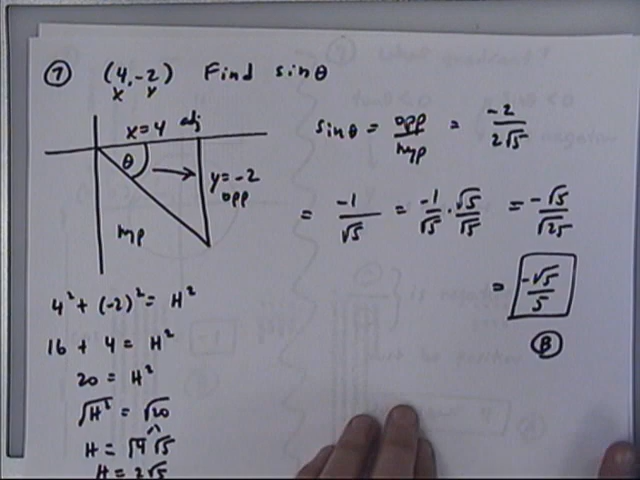 ⑦ (4,-2) Find sinθ
x y
x=4 adj
θ
y=-2
opp
hyp
4² + (-2)² = H²
16 + 4 = H²
20 = H²
√H² = √20
H = √4 √5
H = 2√5
sinθ = opp/hyp = -2/2√5
= -1/√5 = -1/√5 · √5/√5 = -√5/√25
= -√5/5
Ⓑ